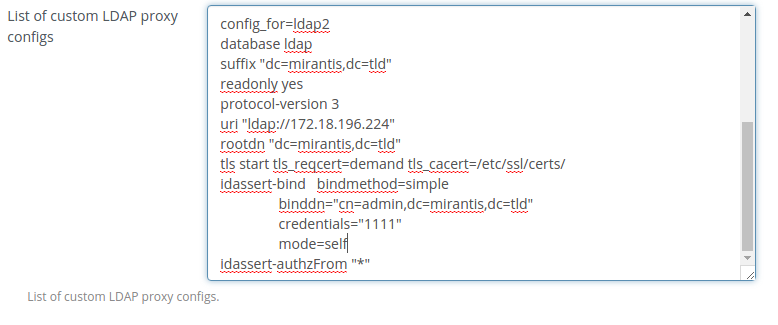 List of custom LDAP proxy
configs
config_for=ldap2
database ldap
suffix "dc=mirantis,dc=tld"
readonly yes
protocol-version 3
uri "ldap://172.18.196.224"
rootdn "dc=mirantis,dc=tld"
tls start tls_reqcert=demand tls_cacert=/etc/ssl/certs/
idassert-bind   bindmethod=simple
                binddn="cn=admin,dc=mirantis,dc=tld"
                credentials="1111"
                mode=self
idassert-authzFrom "*"
List of custom LDAP proxy configs.